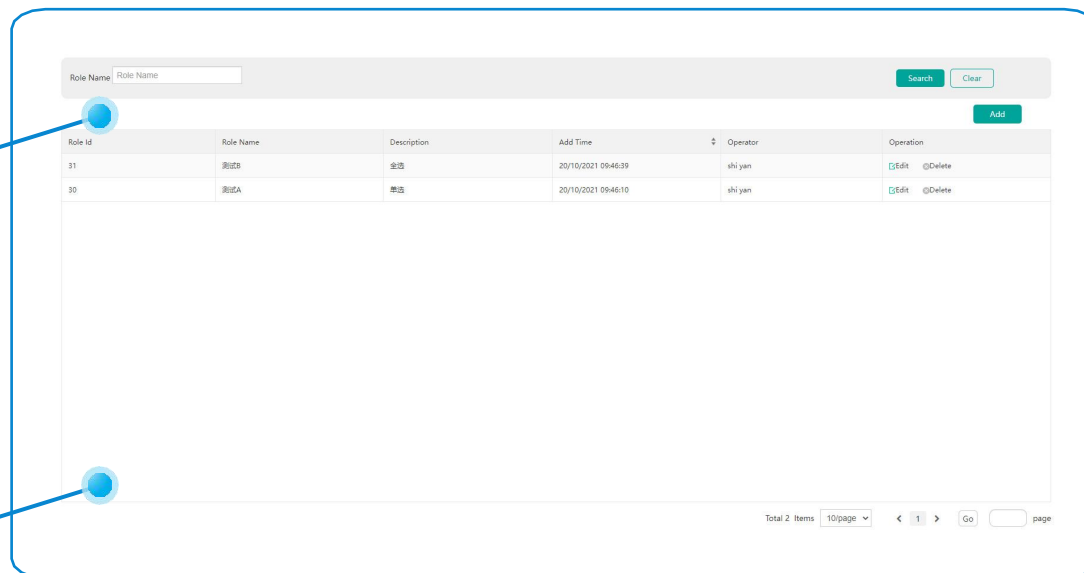 Role Name Role Name Search Clear
Add
Role Id Role Name Description Add Time Operator Operation
31 测试B 全选 20/10/2021 09:46:39 shi yan Edit Delete
30 测试A 单选 20/10/2021 09:46:10 shi yan Edit Delete
Total 2 Items 10/page 1 Go page